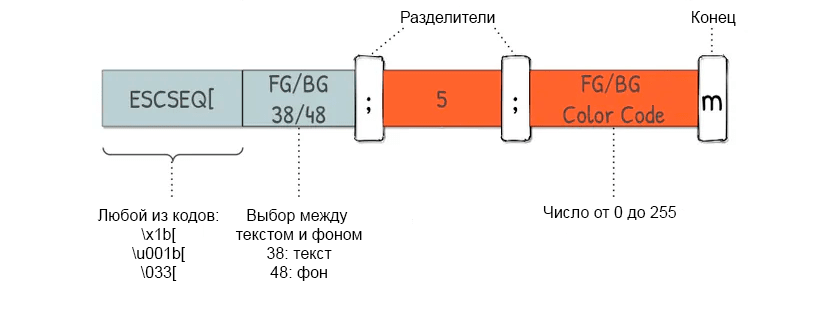 Разделители
Конец
ESCSEQ[
FG/BG
38/48
;
5
;
FG/BG
Color Code
m
Любой из кодов:
\x1b[
\u001b[
\033[
Выбор между
текстом и фоном
38: текст
48: фон
Число от 0 до 255